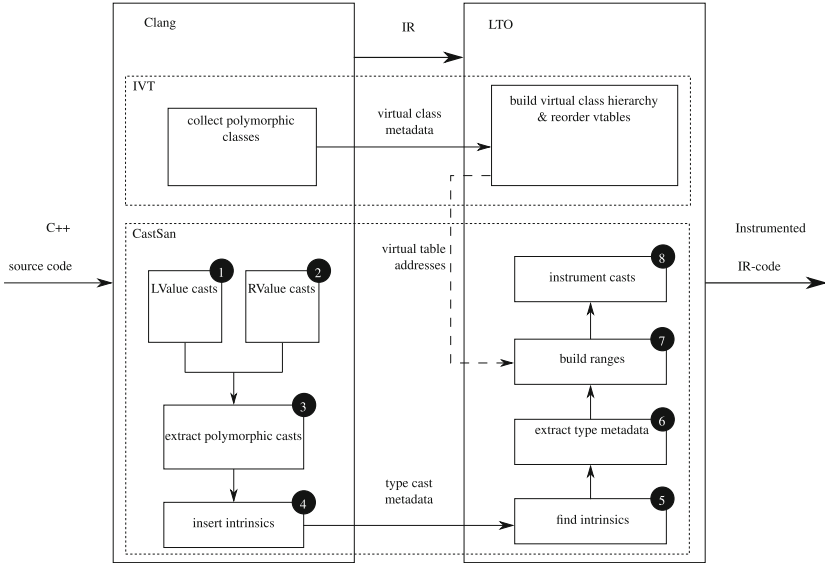 Clang
IR
LTO
IVT
collect polymorphic
classes
virtual class
metadata
build virtual class hierarchy
& reorder vtables
C++
source code
CastSan
1
LValue casts
2
RValue casts
3
extract polymorphic casts
4
insert intrinsics
type cast
metadata
virtual table
addresses
8
instrument casts
7
build ranges
6
extract type metadata
5
find intrinsics
Instrumented
IR-code